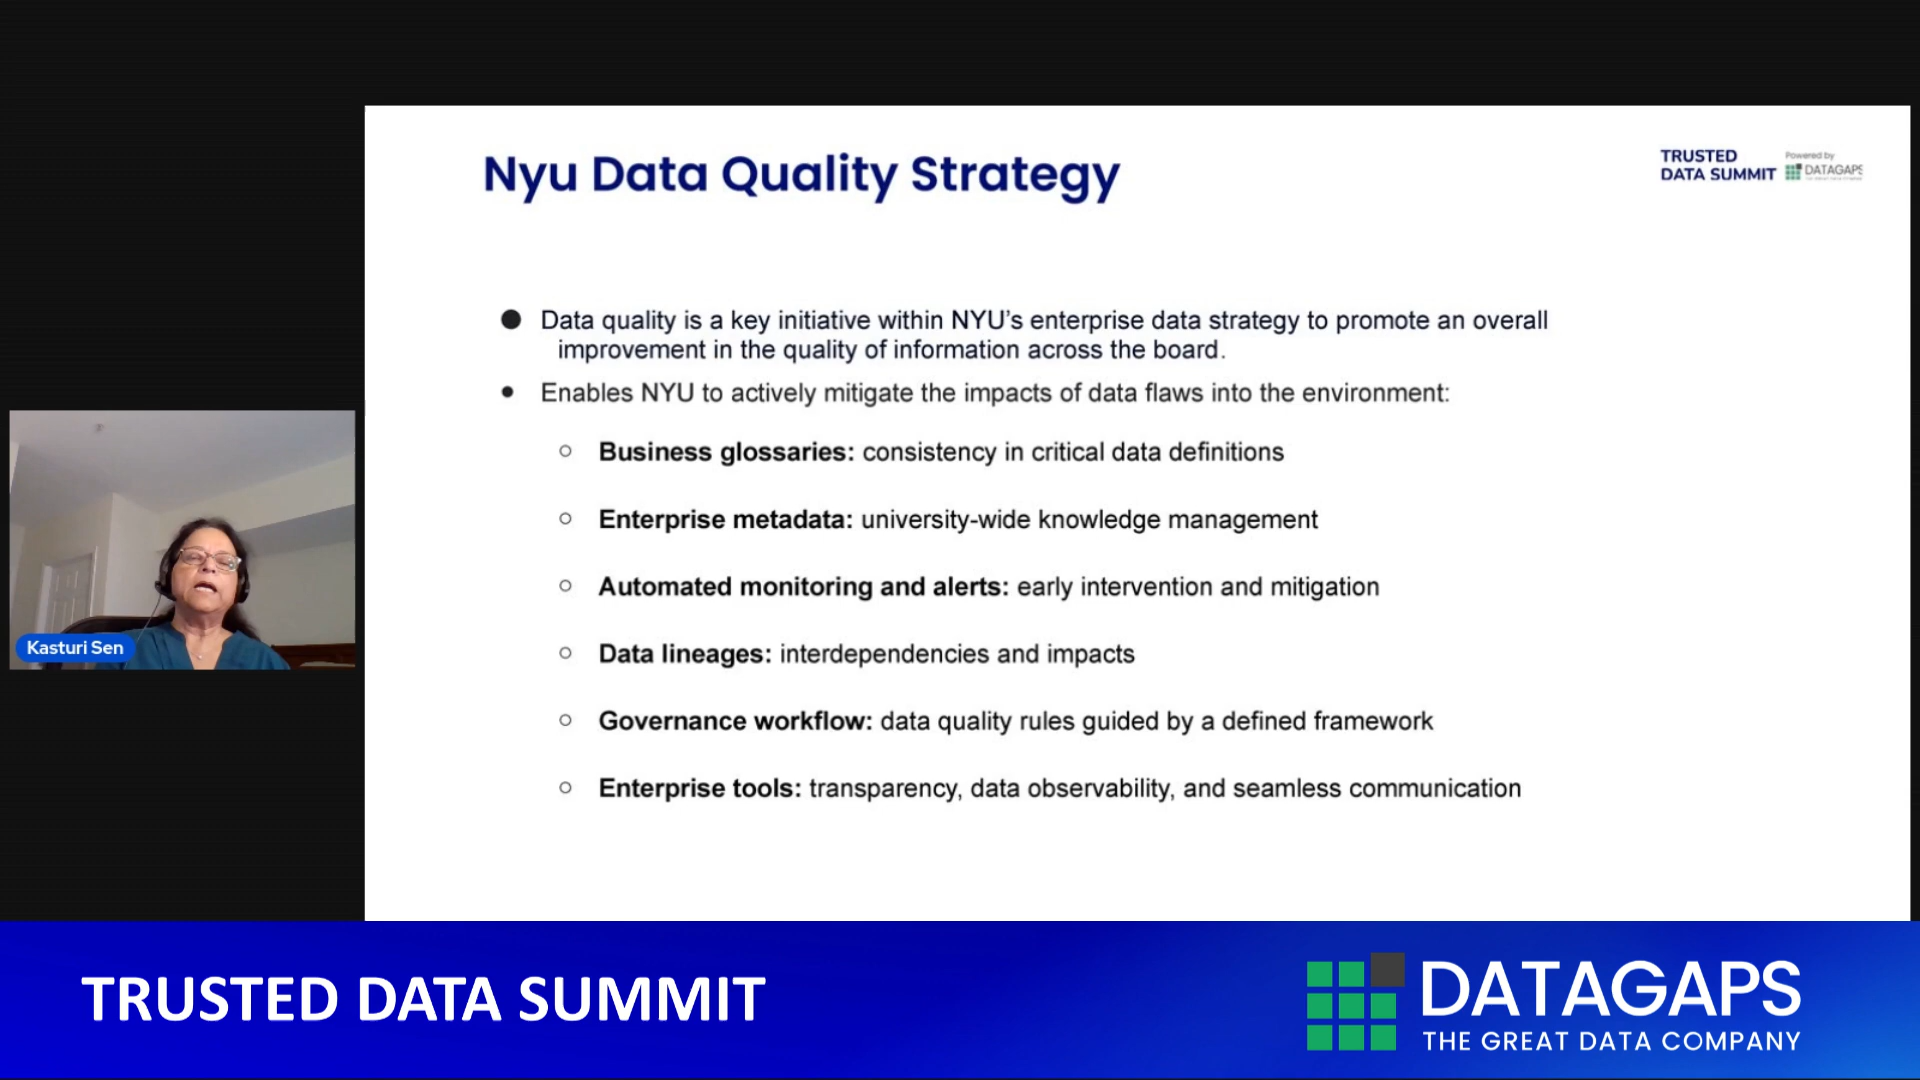 Nyu Data Quality Strategy
TRUSTED
DATA SUMMIT
Powered by
DATAGAPS
● Data quality is a key initiative within NYU’s enterprise data strategy to promote an overall
improvement in the quality of information across the board.
● Enables NYU to actively mitigate the impacts of data flaws into the environment:
○ Business glossaries: consistency in critical data definitions
○ Enterprise metadata: university-wide knowledge management
○ Automated monitoring and alerts: early intervention and mitigation
○ Data lineages: interdependencies and impacts
○ Governance workflow: data quality rules guided by a defined framework
○ Enterprise tools: transparency, data observability, and seamless communication
Kasturi Sen
TRUSTED DATA SUMMIT
DATAGAPS
THE GREAT DATA COMPANY